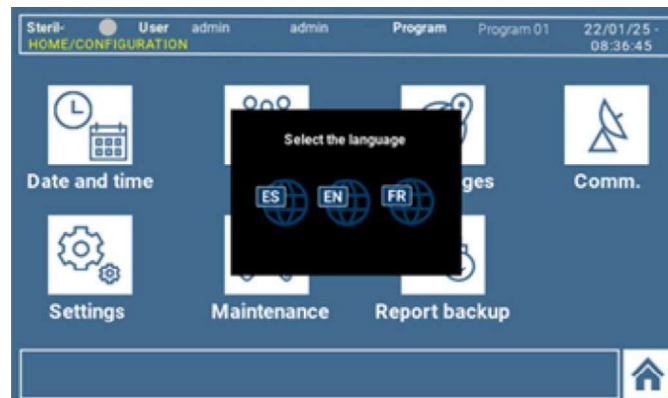 Steril- User admin admin Program Program 01 22/01/25 -
HOME/CONFIGURATION 08:36:45
Select the language
ES EN FR
Date and time ges Comm.
Settings Maintenance Report backup